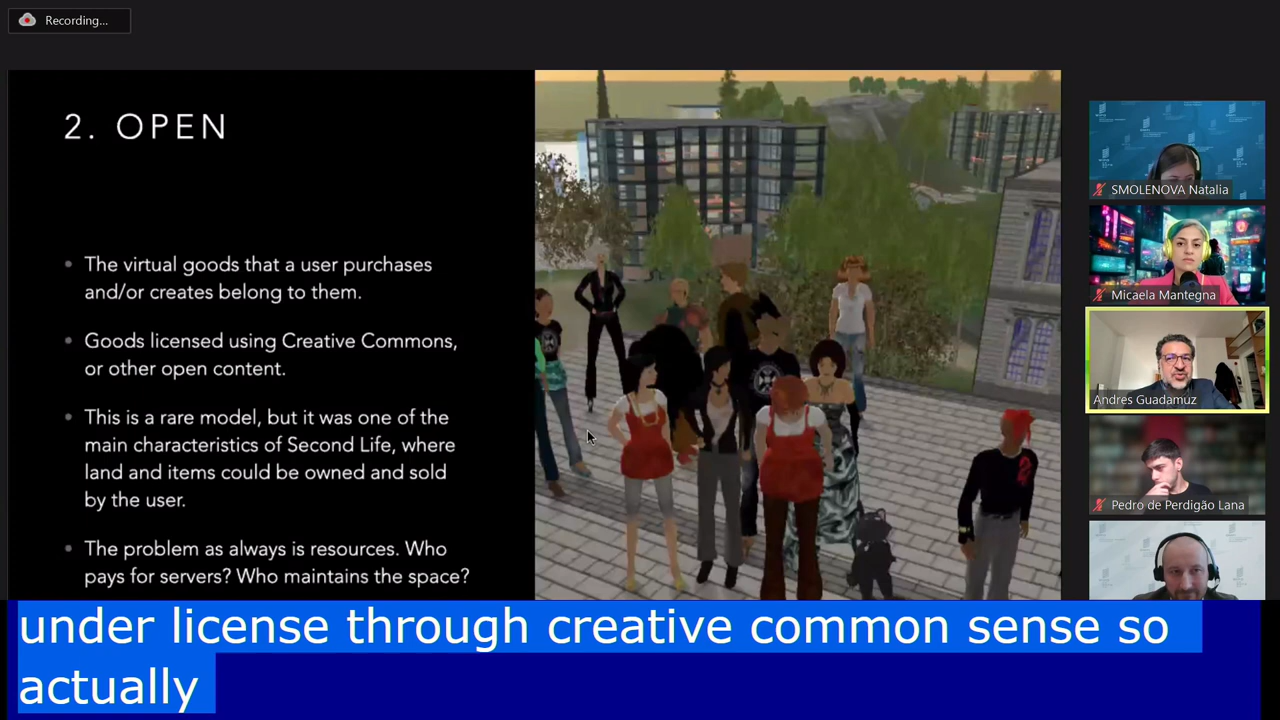 Recording...
2. OPEN
The virtual goods that a user purchases
and/or creates belong to them.
Goods licensed using Creative Commons,
or other open content.
This is a rare model, but it was one of the
main characteristics of Second Life, where
land and items could be owned and sold
by the user.
The problem as always is resources. Who
pays for servers? Who maintains the space?
SMOLENOVA Natalia
Micaela Mantegna
Andres Guadamuz
Pedro de Perdigão Lana
under license through creative common sense so
actually